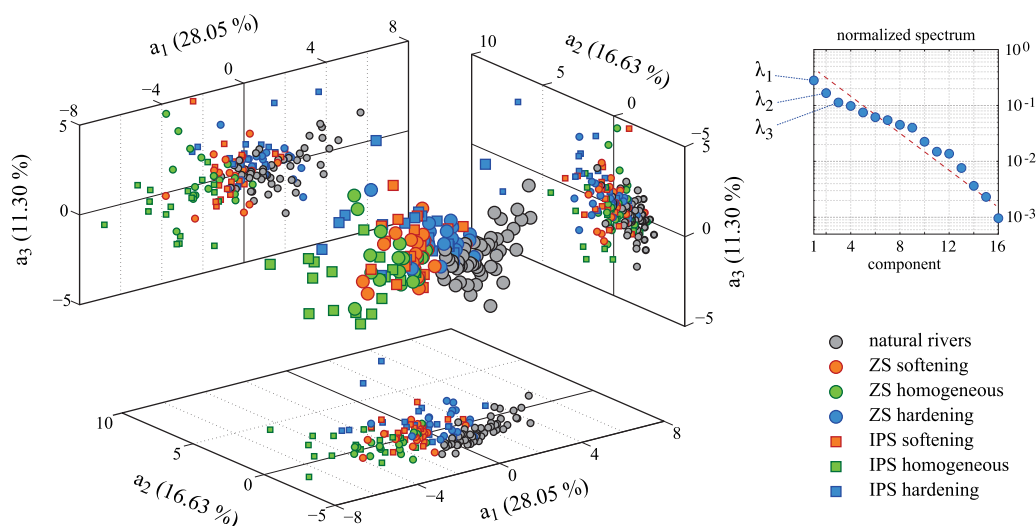 a₁ (28.05 %)
−8
−4
0
4
8
5
0
−5
a₃ (11.30 %)
10
5
0
−5
a₂ (16.63 %)
5
0
−5
a₃ (11.30 %)
normalized spectrum
λ₁
λ₂
λ₃
10⁰
10⁻¹
10⁻²
10⁻³
1 4 8 12 16
component
10
5
0
−5
a₂ (16.63 %)
−8
−4
0
4
8
a₁ (28.05 %)
natural rivers
ZS softening
ZS homogeneous
ZS hardening
IPS softening
IPS homogeneous
IPS hardening